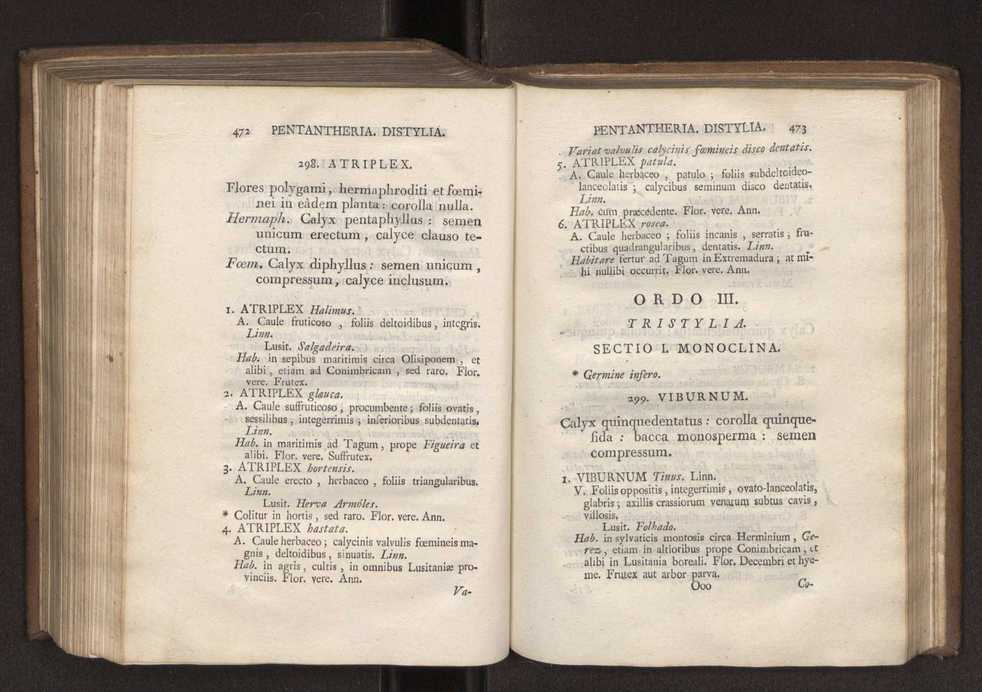 472 PENTANTHERIA. DISTYLIA.
298. ATRIPLEX.
Flores polygami, hermaphroditi et fœmi-
nei in eâdem planta: corolla nulla.
Hermaph. Calyx pentaphyllus : semen
unicum erectum, calyce clauso te-
ctum.
Fœm. Calyx diphyllus : semen unicum,
compressum, calyce inclusum.
1. ATRIPLEX Halimus.
A. Caule fruticoso , foliis deltoidibus, integris.
Linn.
Lusit. Salgadeira.
Hab. in sepibus maritimis circa Olisiponem , et
alibi , etiam ad Conimbricam , sed raro. Flor.
vere. Frutex.
2. ATRIPLEX glauca.
A. Caule suffruticoso, procumbente; foliis ovatis,
sessilibus, integerrimis ; inferioribus subdentatis.
Linn.
Hab. in maritimis ad Tagum, prope Figueira et
alibi. Flor. vere. Suffrutex.
3. ATRIPLEX hortensis.
A. Caule erecto , herbaceo , foliis triangularibus.
Linn.
Lusit. Herva Armoles.
* Colitur in hortis , sed raro. Flor. vere. Ann.
4. ATRIPLEX hastata.
A. Caule herbaceo; calycinis valvulis fœmineis ma-
gnis , deltoidibus, sinuatis. Linn.
Hab. in agris, cultis , in omnibus Lusitaniæ pro-
vinciis. Flor. vere. Ann.
Va-
PENTANTHERIA. DISTYLIA. 473
Variat valvulis calycinis fœmineis disco dentatis.
5. ATRIPLEX patula.
A. Caule herbaceo , patulo ; foliis subdeltoideo-
lanceolatis ; calycibus seminum disco dentatis.
Linn.
Hab. cum præcedente. Flor. vere. Ann.
6. ATRIPLEX rosea.
A. Caule herbaceo ; foliis incanis , serratis ; fru-
ctibus quadrangularibus, dentatis. Linn.
Habitare fertur ad Tagum in Extremadura ; at mi-
hi nullibi occurrit. Flor. vere. Ann.
ORDO III.
TRISTYLIA.
SECTIO I. MONOCLINA.
* Germine infero.
299. VIBURNUM.
Calyx quinquedentatus : corolla quinque-
fida : bacca monosperma : semen
compressum.
1. VIBURNUM Tinus. Linn.
V. Foliis oppositis, integerrimis, ovato-lanceolatis,
glabris ; axillis crassiorum venarum subtus cavis ,
villosis.
Lusit. Folhado.
Hab. in sylvaticis montosis circa Herminium, Ge-
rez, etiam in altioribus prope Conimbricam, et
alibi in Lusitania boreali. Flor. Decembri et hye-
me. Frutex aut arbor parva.
Ooo Co-